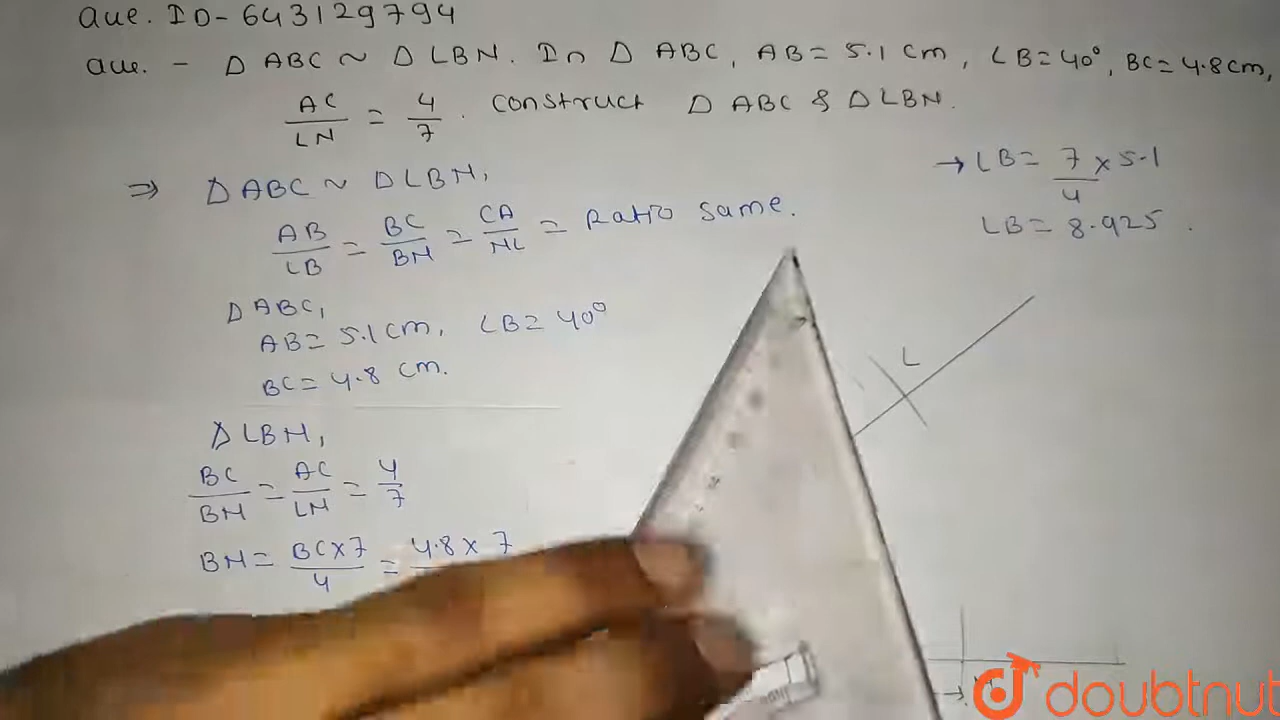 Que. ID- 643129794
Que. - Δ ABC ~ Δ LBN. In Δ ABC, AB = 5.1 cm, ∠B = 40°, BC = 4.8 cm,
AC/LN = 4/7. construct Δ ABC & Δ LBN.
⇒ Δ ABC ~ Δ LBN,
AB/LB = BC/BN = CA/NL = Ratio same.
Δ ABC,
AB = 5.1 cm, ∠B = 40°
BC = 4.8 cm.
Δ LBN,
BC/BN = AC/LN = 4/7
BN = BC×7/4 = 4.8 × 7
→ LB = 7/4 × 5.1
LB = 8.925.
L
doubtnut